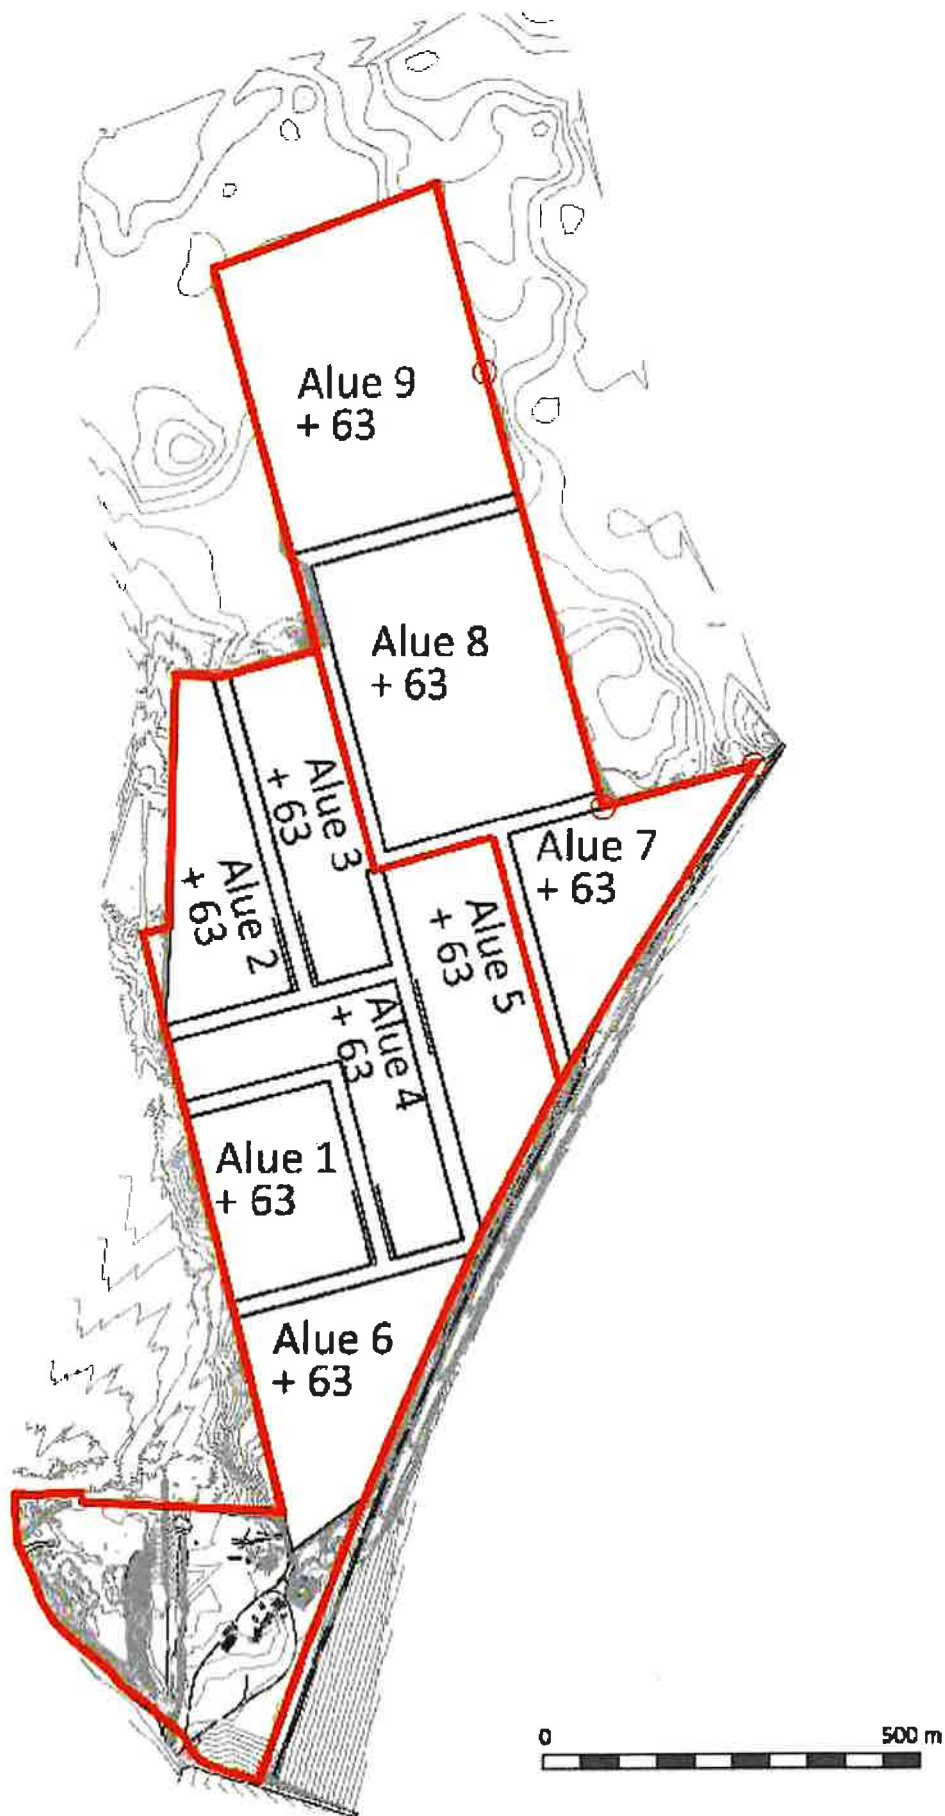 Alue 9
+ 63
Alue 8
+ 63
Alue 3
+ 63
Alue 7
+ 63
Alue 2
+ 63
Alue 5
+ 63
Alue 4
+ 63
Alue 1
+ 63
Alue 6
+ 63
0 500 m